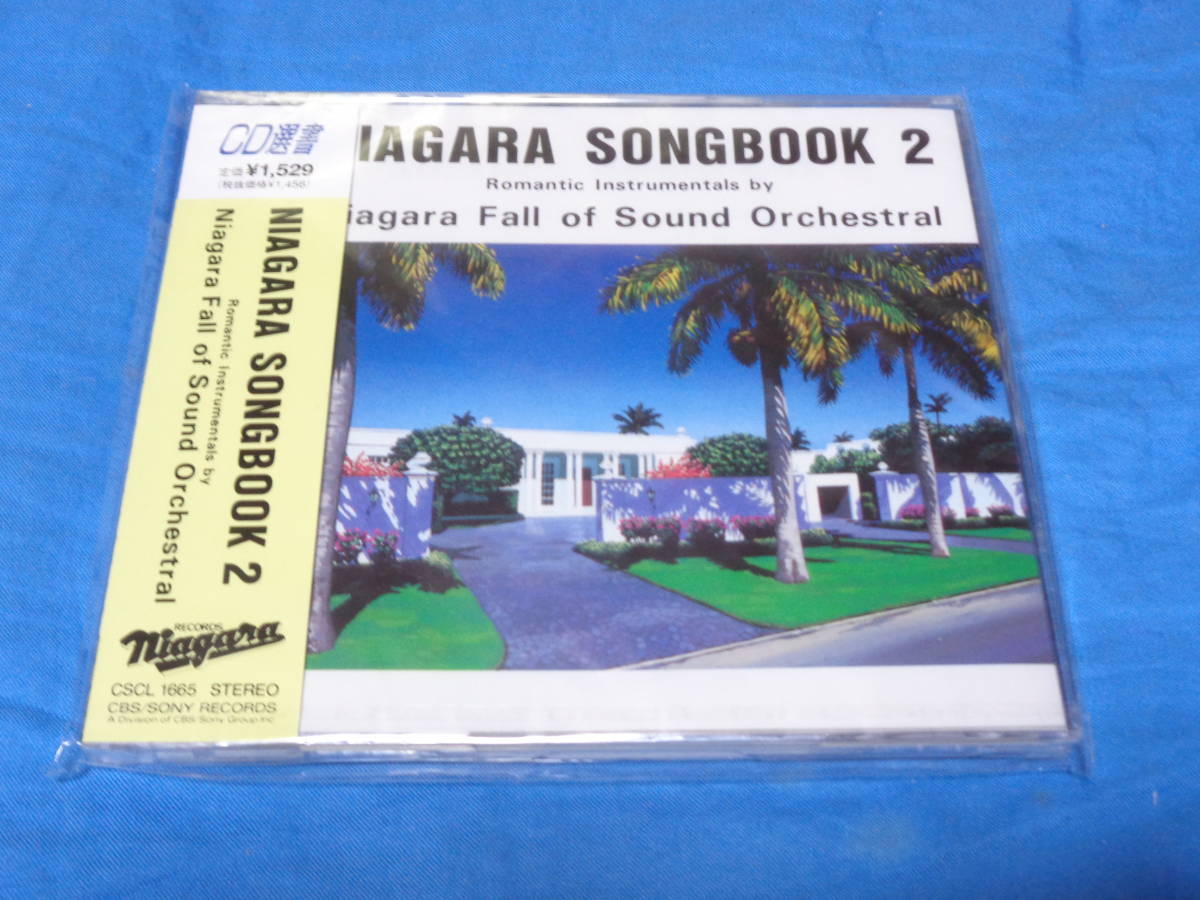 CD選書
定価¥1,529
(税抜価格¥1,456)
NIAGARA SONGBOOK 2
Romantic Instrumentals by
Niagara Fall of Sound Orchestral
RECORDS
Niagara
CSCL 1665 STEREO
CBS/SONY RECORDS
A Division of CBS/Sony Group Inc.
IAGARA SONGBOOK 2
Romantic Instrumentals by
iagara Fall of Sound Orchestral